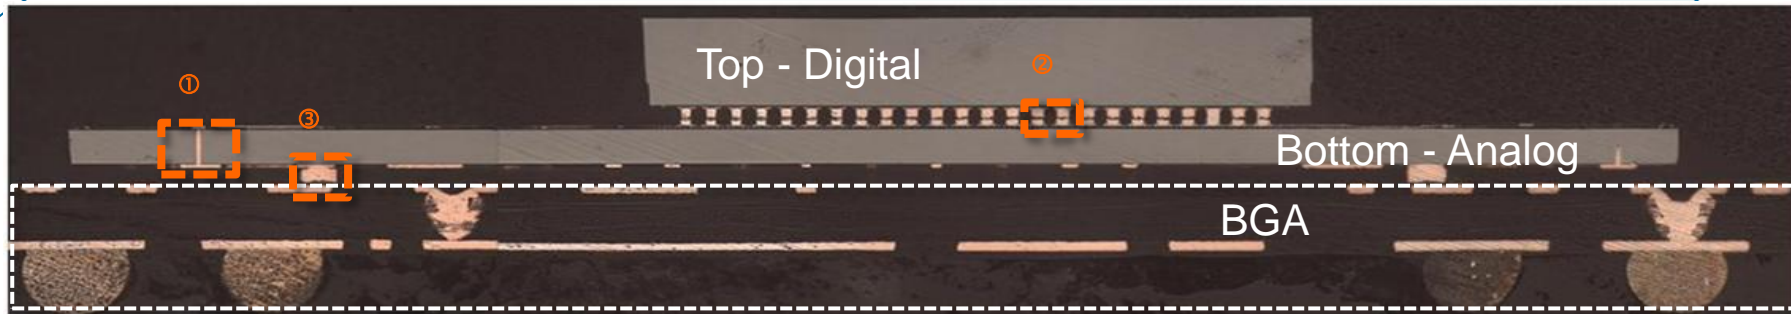 Top - Digital
①
②
③
Bottom - Analog
BGA